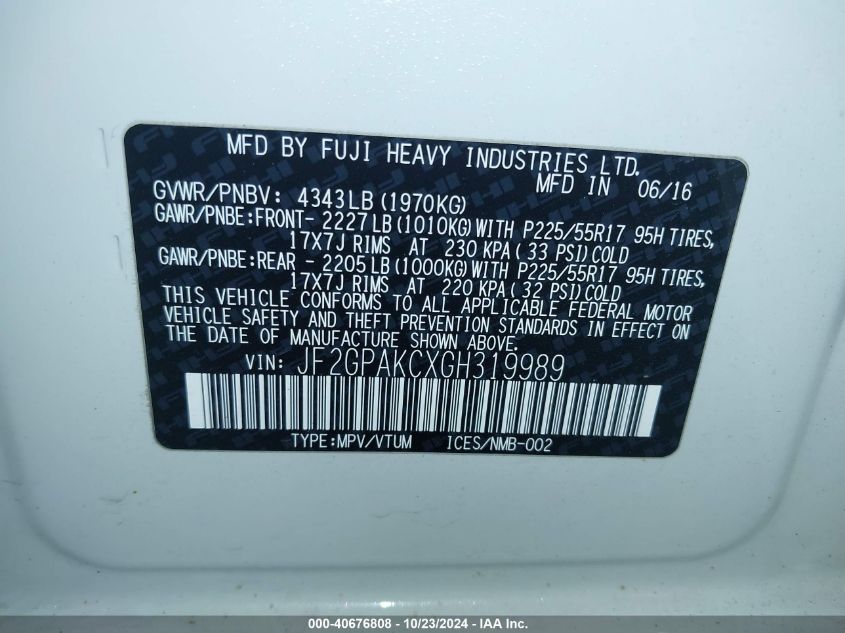 MFD BY FUJI HEAVY INDUSTRIES LTD.
MFD IN 06/16
GVWR/PNBV: 4343LB(1970KG)
GAWR/PNBE:FRONT- 2227LB(1010KG)WITH P225/55R17 95H TIRES,
17X7J RIMS AT 230 KPA(33 PSI)COLD
GAWR/PNBE:REAR - 2205LB(1000KG)WITH P225/55R17 95H TIRES,
17X7J RIMS AT 220 KPA(32 PSI)COLD
THIS VEHICLE CONFORMS TO ALL APPLICABLE FEDERAL MOTOR
VEHICLE SAFETY AND THEFT PREVENTION STANDARDS IN EFFECT ON
THE DATE OF MANUFACTURE SHOWN ABOVE.
VIN: JF2GPAKCXGH319989
TYPE:MPV/VTUM ICES/NMB-002
000-40676808 - 10/23/2024 - IAA Inc.